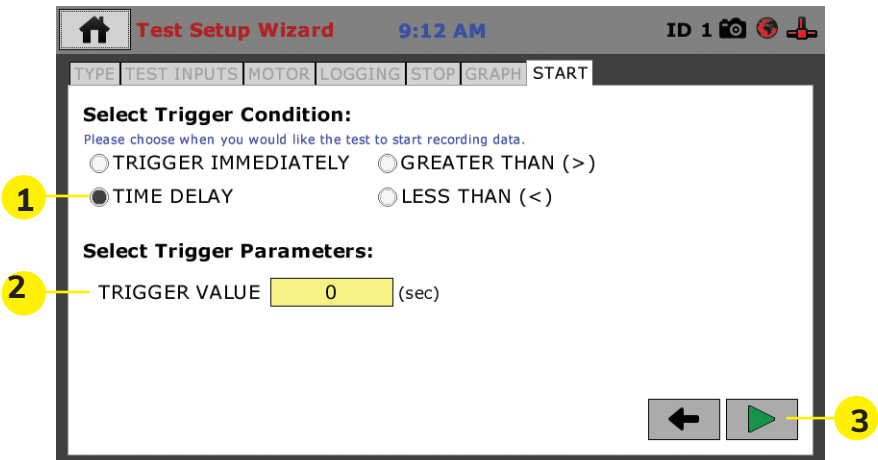 Test Setup Wizard 9:12 AM ID 1
TYPE TEST INPUTS MOTOR LOGGING STOP GRAPH START
Select Trigger Condition:
Please choose when you would like the test to start recording data.
TRIGGER IMMEDIATELY GREATER THAN (>)
1 TIME DELAY LESS THAN (<)
Select Trigger Parameters:
2 TRIGGER VALUE 0 (sec)
3